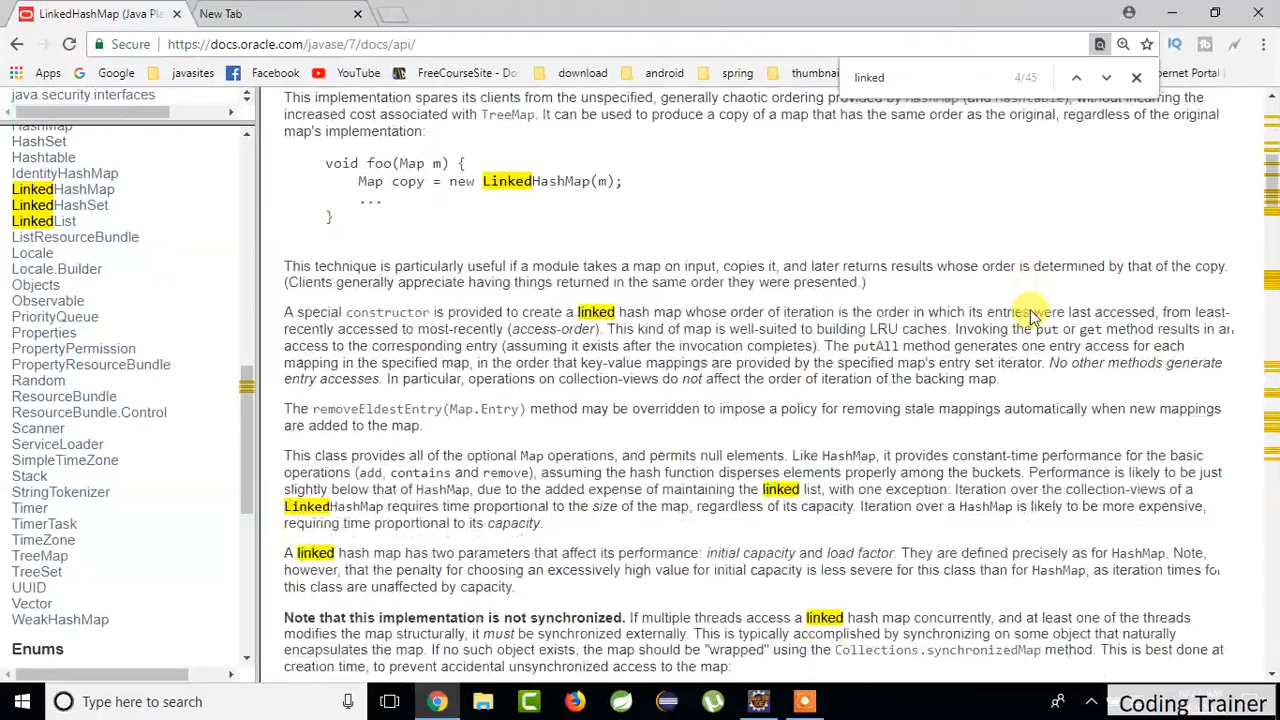 LinkedHashMap (Java Pla
New Tab
Secure
https://docs.oracle.com/javase/7/docs/api/
Apps
Google
javasites
Facebook
YouTube
FreeCourseSite - Do
download
android
spring
thumbnai
ernet Portal
linked
4/45
java.security.interfaces
HashMap
HashSet
Hashtable
IdentityHashMap
LinkedHashMap
LinkedHashSet
LinkedList
ListResourceBundle
Locale
Locale.Builder
Objects
Observable
PriorityQueue
Properties
PropertyPermission
PropertyResourceBundle
Random
ResourceBundle
ResourceBundle.Control
Scanner
ServiceLoader
SimpleTimeZone
Stack
StringTokenizer
Timer
TimerTask
TimeZone
TreeMap
TreeSet
UUID
Vector
WeakHashMap
Enums
This implementation spares its clients from the unspecified, generally chaotic ordering provided by HashMap (and Hashtable), without incurring the
increased cost associated with TreeMap. It can be used to produce a copy of a map that has the same order as the original, regardless of the original
map's implementation:
void foo(Map m) {
Map copy = new LinkedHashMap(m);
...
}
This technique is particularly useful if a module takes a map on input, copies it, and later returns results whose order is determined by that of the copy.
(Clients generally appreciate having things returned in the same order they were presented.)
A special constructor is provided to create a linked hash map whose order of iteration is the order in which its entries were last accessed, from least-
recently accessed to most-recently (access-order). This kind of map is well-suited to building LRU caches. Invoking the put or get method results in an
access to the corresponding entry (assuming it exists after the invocation completes). The putAll method generates one entry access for each
mapping in the specified map, in the order that key-value mappings are provided by the specified map's entry set iterator. No other methods generate
entry accesses. In particular, operations on collection-views do not affect the order of iteration of the backing map.
The removeEldestEntry(Map.Entry) method may be overridden to impose a policy for removing stale mappings automatically when new mappings
are added to the map.
This class provides all of the optional Map operations, and permits null elements. Like HashMap, it provides constant-time performance for the basic
operations (add, contains and remove), assuming the hash function disperses elements properly among the buckets. Performance is likely to be just
slightly below that of HashMap, due to the added expense of maintaining the linked list, with one exception: Iteration over the collection-views of a
LinkedHashMap requires time proportional to the size of the map, regardless of its capacity. Iteration over a HashMap is likely to be more expensive,
requiring time proportional to its capacity.
A linked hash map has two parameters that affect its performance: initial capacity and load factor. They are defined precisely as for HashMap. Note,
however, that the penalty for choosing an excessively high value for initial capacity is less severe for this class than for HashMap, as iteration times for
this class are unaffected by capacity.
Note that this implementation is not synchronized. If multiple threads access a linked hash map concurrently, and at least one of the threads
modifies the map structurally, it must be synchronized externally. This is typically accomplished by synchronizing on some object that naturally
encapsulates the map. If no such object exists, the map should be "wrapped" using the Collections.synchronizedMap method. This is best done at
creation time, to prevent accidental unsynchronized access to the map:
Type here to search
Coding Trainer